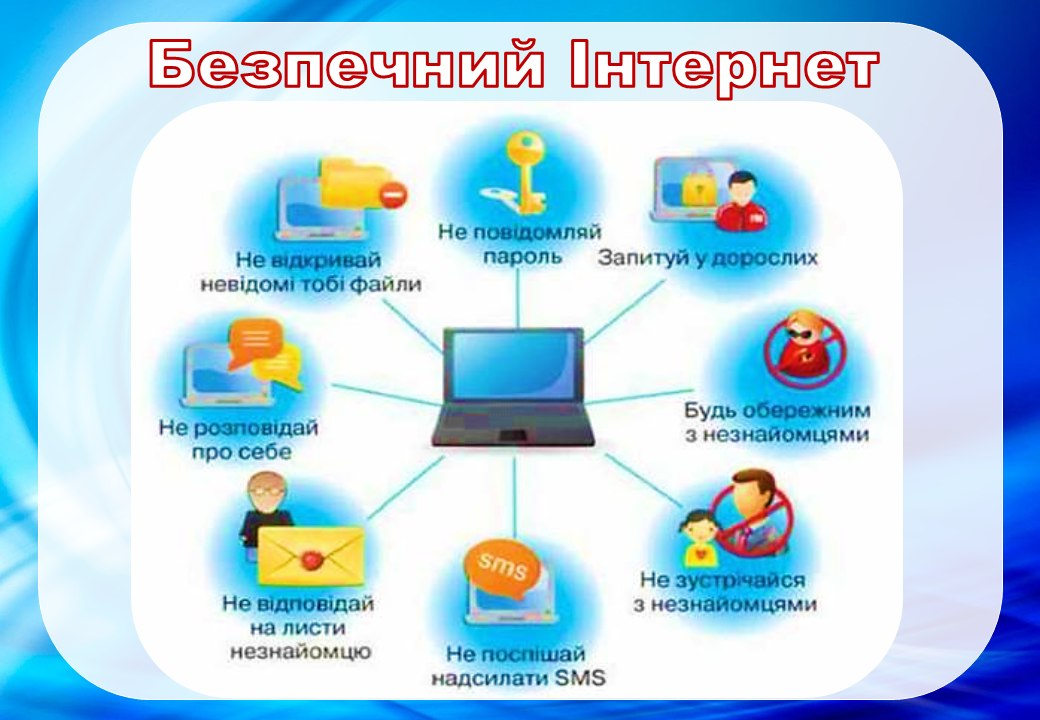 Безпечний Інтернет
Не повідомляй
пароль
Не відкривай
невідомі тобі файли
Запитуй у дорослих
Не розповідай
про себе
Будь обережним
з незнайомцями
Не відповідай
на листи
незнайомцю
sms
Не поспішай
надсилати SMS
Не зустрічайся
з незнайомцями